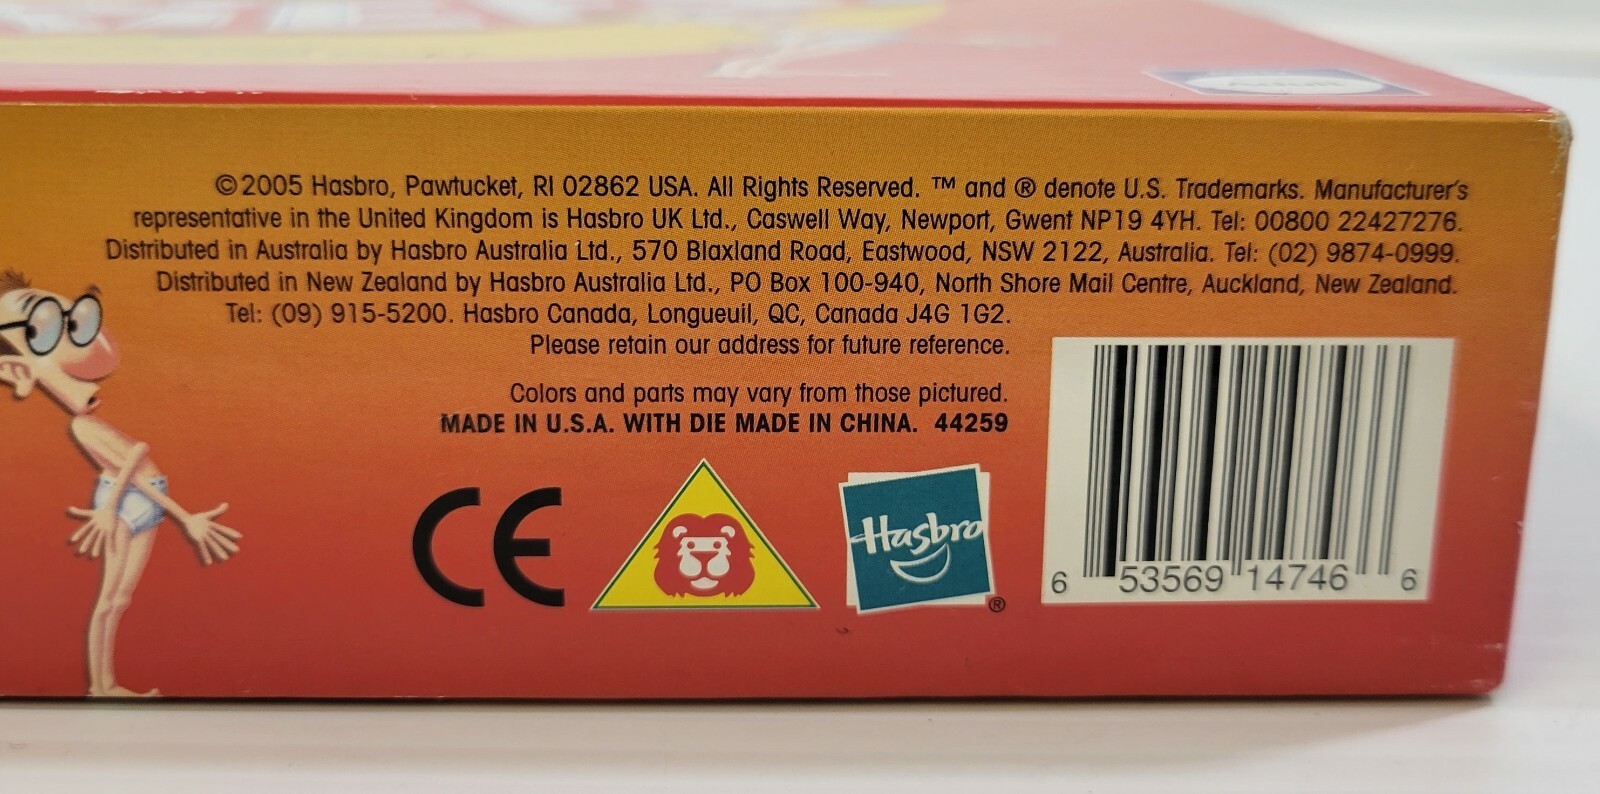 ©2005 Hasbro, Pawtucket, RI 02862 USA. All Rights Reserved. ™ and ® denote U.S. Trademarks. Manufacturer's
representative in the United Kingdom is Hasbro UK Ltd., Caswell Way, Newport, Gwent NP19 4YH. Tel: 00800 22427276.
Distributed in Australia by Hasbro Australia Ltd., 570 Blaxland Road, Eastwood, NSW 2122, Australia. Tel: (02) 9874-0999.
Distributed in New Zealand by Hasbro Australia Ltd., PO Box 100-940, North Shore Mail Centre, Auckland, New Zealand.
Tel: (09) 915-5200. Hasbro Canada, Longueuil, QC, Canada J4G 1G2.
Please retain our address for future reference.
Colors and parts may vary from those pictured.
MADE IN U.S.A. WITH DIE MADE IN CHINA. 44259
CE
Hasbro
®
6 53569 14746 6